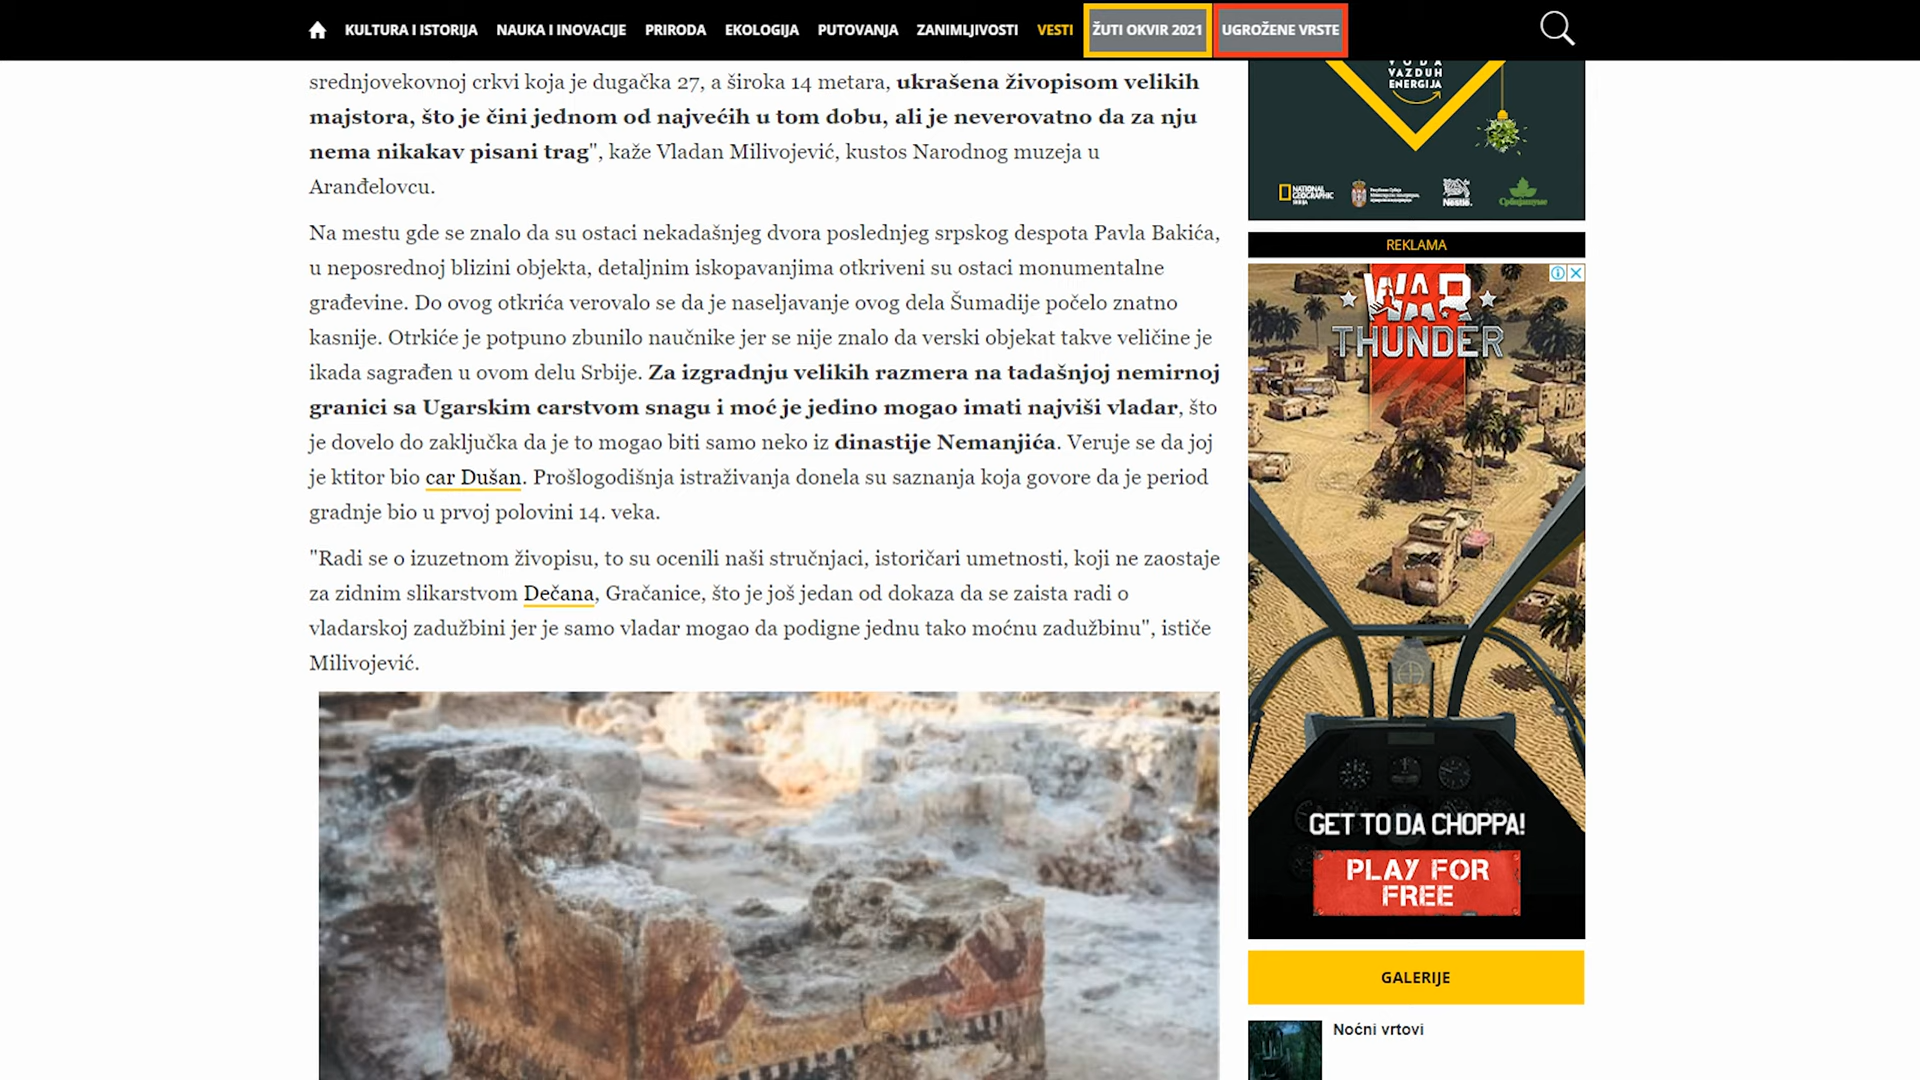 KULTURA I ISTORIJA NAUKA I INOVACIJE PRIRODA EKOLOGIJA PUTOVANJA ZANIMLJIVOSTI VESTI ŽUTI OKVIR 2021 UGROŽENE VRSTE
srednjovekovnoj crkvi koja je dugačka 27, a široka 14 metara, ukrašena živopisom velikih
majstora, što je čini jednom od najvećih u tom dobu, ali je neverovatno da za nju
nema nikakav pisani trag", kaže Vladan Milivojević, kustos Narodnog muzeja u
Aranđelovcu.
Na mestu gde se znalo da su ostaci nekadašnjeg dvora poslednjeg srpskog despota Pavla Bakića,
u neposrednoj blizini objekta, detaljnim iskopavanjima otkriveni su ostaci monumentalne
građevine. Do ovog otkrića verovalo se da je naseljavanje ovog dela Šumadije počelo znatno
kasnije. Otrkiće je potpuno zbunilo naučnike jer se nije znalo da verski objekat takve veličine je
ikada sagrađen u ovom delu Srbije. Za izgradnju velikih razmera na tadašnjoj nemirnoj
granici sa Ugarskim carstvom snagu i moć je jedino mogao imati najviši vladar, što
je dovelo do zaključka da je to mogao biti samo neko iz dinastije Nemanjića. Veruje se da joj
je ktitor bio car Dušan. Prošlogodišnja istraživanja donela su saznanja koja govore da je period
gradnje bio u prvoj polovini 14. veka.
"Radi se o izuzetnom živopisu, to su ocenili naši stručnjaci, istoričari umetnosti, koji ne zaostaje
za zidnim slikarstvom Dečana, Gračanice, što je još jedan od dokaza da se zaista radi o
vladarskoj zadužbini jer je samo vladar mogao da podigne jednu tako moćnu zadužbinu", ističe
Milivojević.
VODA
VAZDUH
ENERGIJA
NATIONAL
GEOGRAPHIC
SRBIJA
Nestlé.
Србијашуме
REKLAMA
WAR
THUNDER
GET TO DA CHOPPA!
PLAY FOR
FREE
GALERIJE
Noćni vrtovi